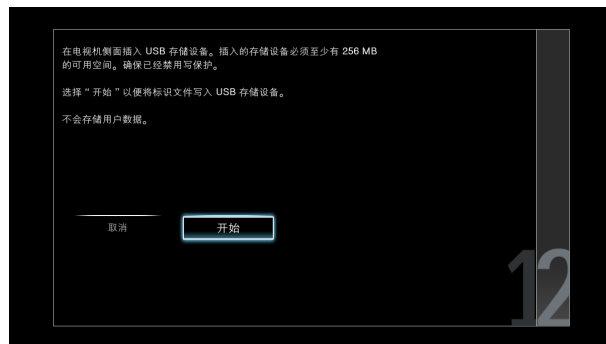 在电视机侧面插入 USB 存储设备。插入的存储设备必须至少有 256 MB
的可用空间。确保已经禁用写保护。
选择“开始”以便将标识文件写入 USB 存储设备。
不会存储用户数据。
取消
开始
12